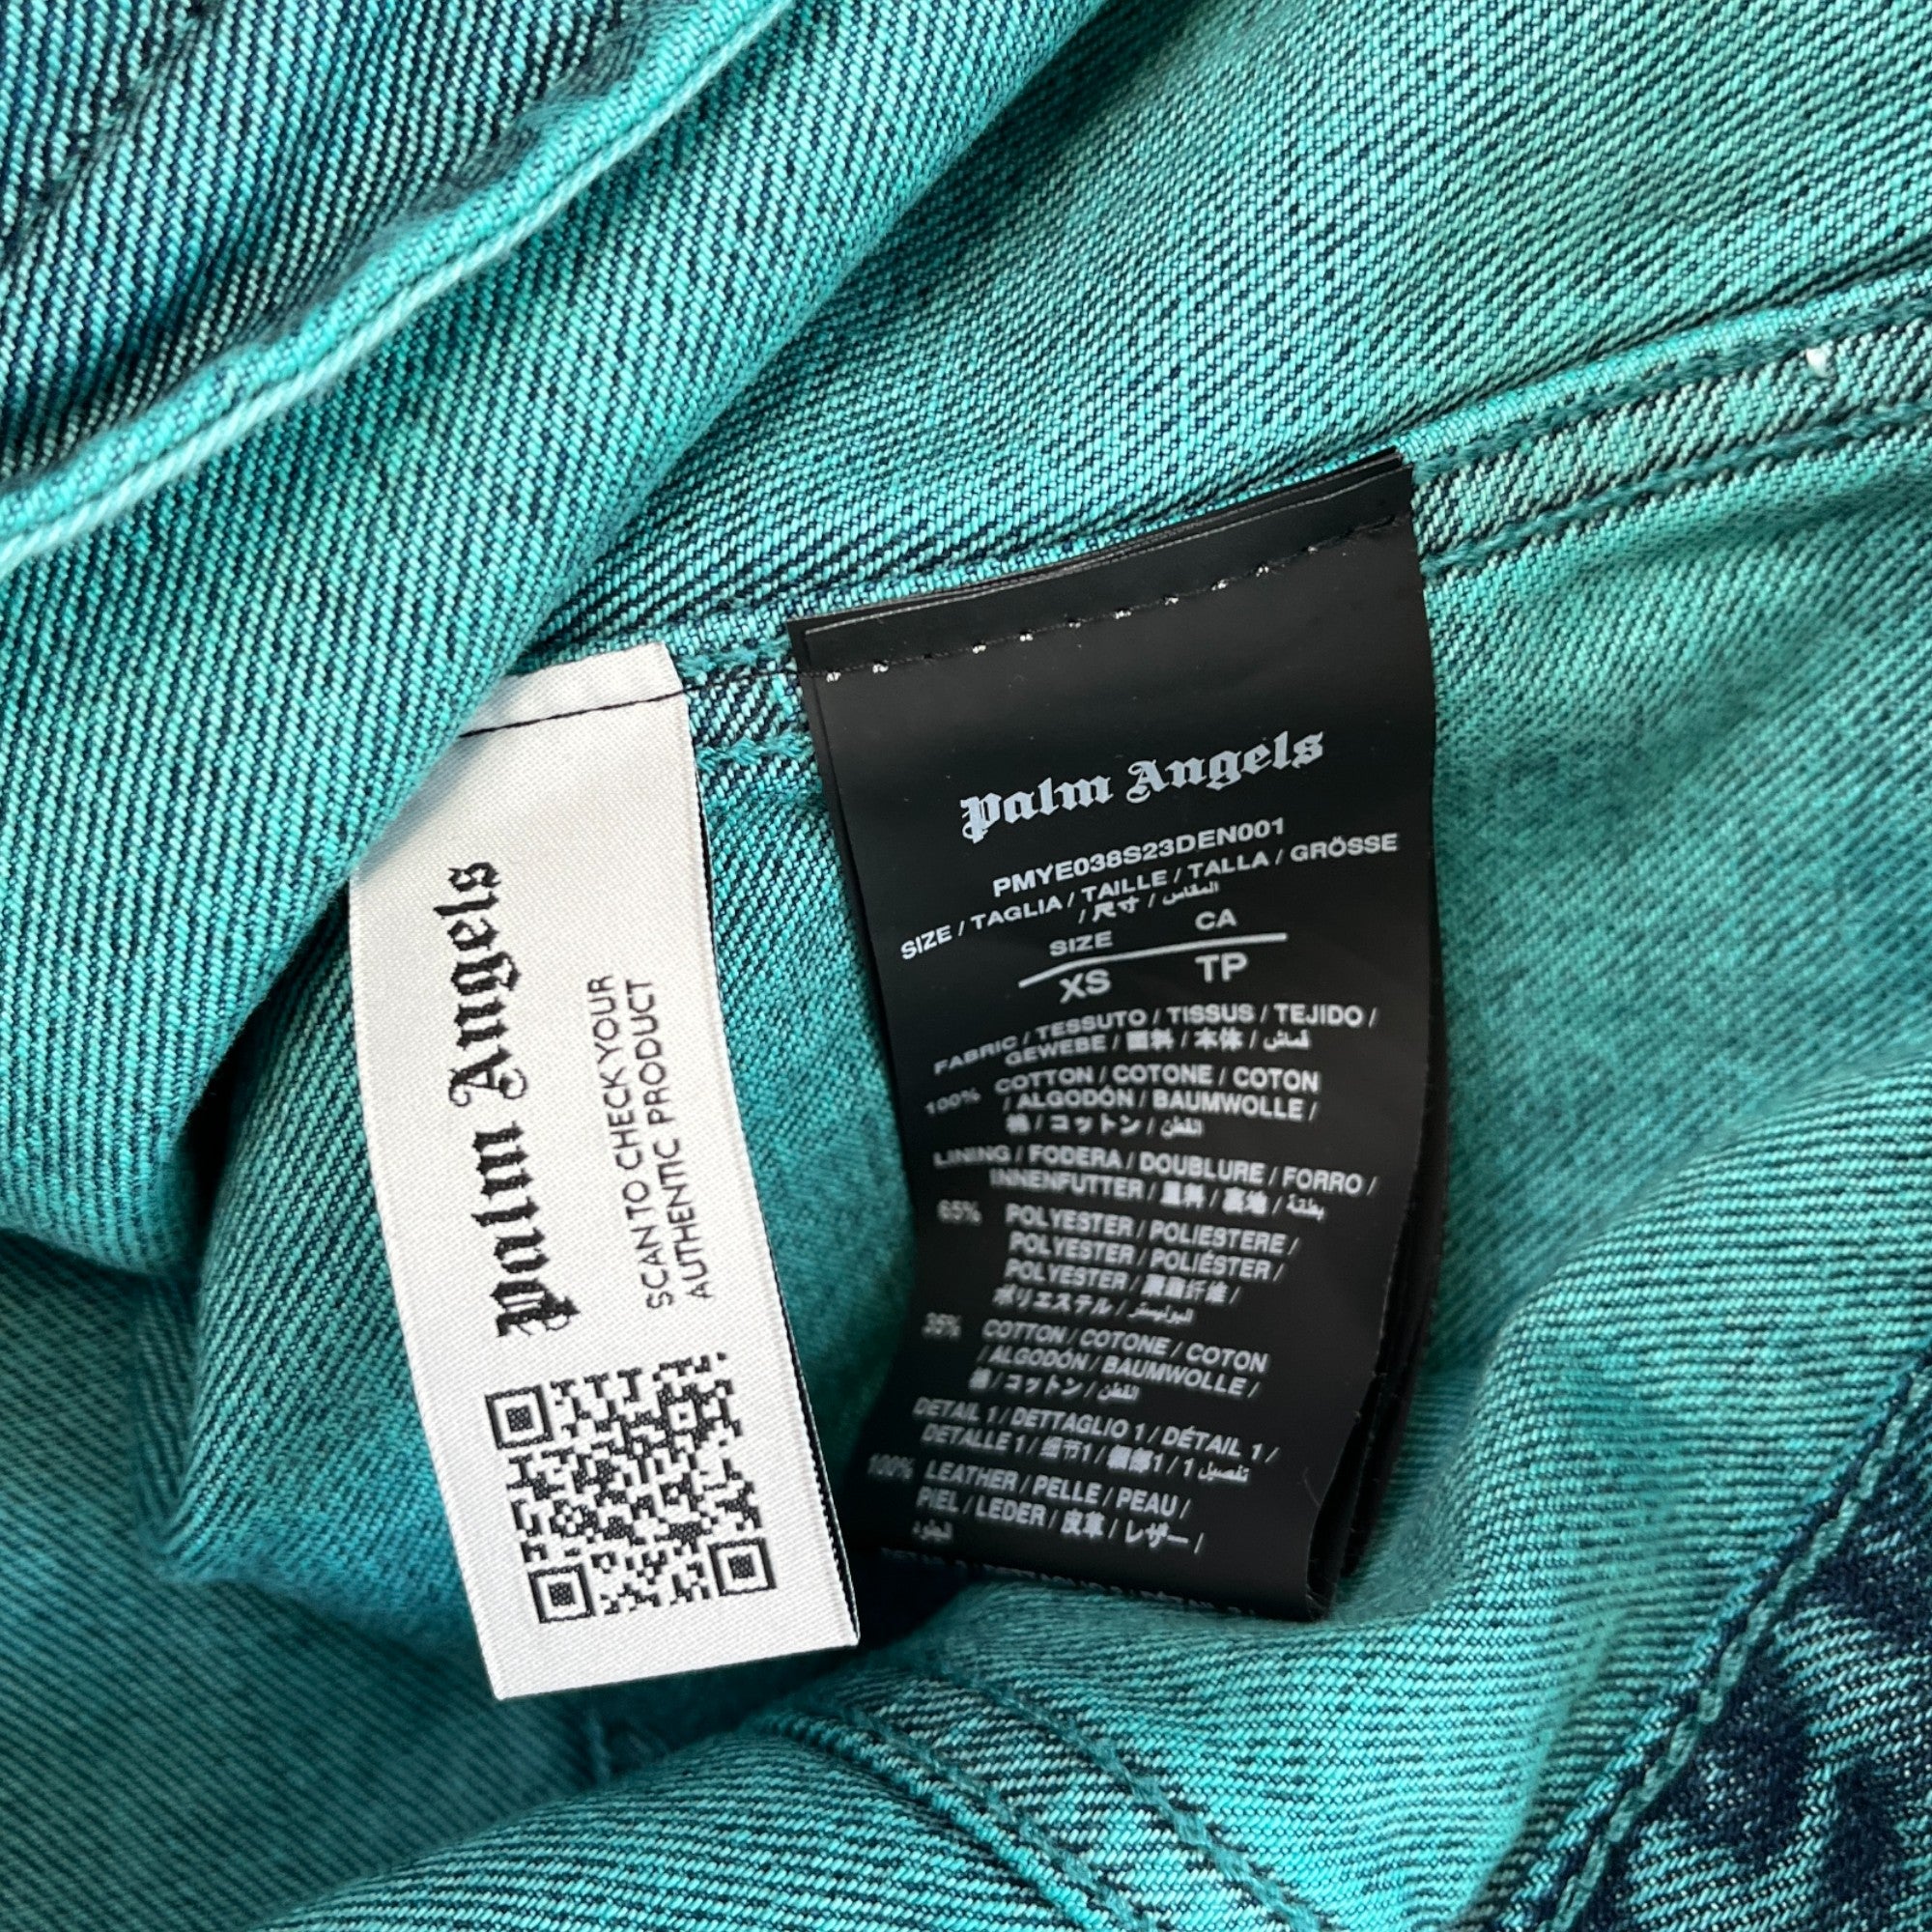 Palm Angels
SCAN TO CHECK YOUR
AUTHENTIC PRODUCT
Palm Angels
PMYE038S23DEN001
SIZE / TAGLIA / TAILLE / TALLA / GRÖSSE
/ 尺寸 / المقاس
SIZE CA
XS TP
FABRIC / TESSUTO / TISSUS / TEJIDO /
GEWEBE / 面料 / 本体 / قماش
100% COTTON / COTONE / COTON
/ ALGODÓN / BAUMWOLLE /
棉 / コットン / القطن
LINING / FODERA / DOUBLURE / FORRO /
INNENFUTTER / 里料 / 裏地 / بطانة
65% POLYESTER / POLIESTERE /
POLYESTER / POLIÉSTER /
POLYESTER / 聚酯纤维 /
ポリエステル / البوليستر
35% COTTON / COTONE / COTON
/ ALGODÓN / BAUMWOLLE /
棉 / コットン / القطن
DETAIL 1 / DETTAGLIO 1 / DÉTAIL 1 /
DETALLE 1 / 细节1 / 細部1 / 1 تفصيل
100% LEATHER / PELLE / PEAU /
PIEL / LEDER / 皮革 / レザー /
الجلود